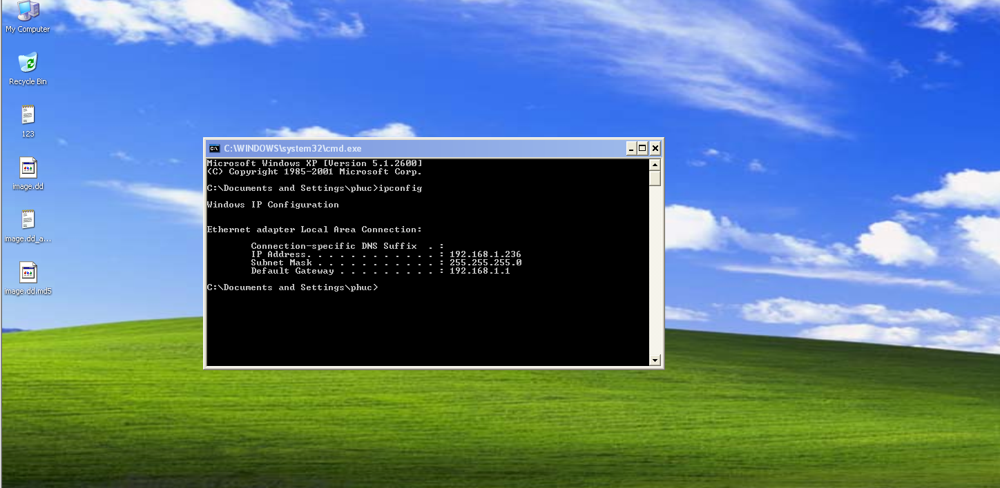 My Computer
Recycle Bin
123
image.dd
image.dd_a...
image.dd.md5
C:\WINDOWS\system32\cmd.exe
Microsoft Windows XP [Version 5.1.2600]
(C) Copyright 1985-2001 Microsoft Corp.
C:\Documents and Settings\phuc>ipconfig
Windows IP Configuration
Ethernet adapter Local Area Connection:
Connection-specific DNS Suffix  . :
IP Address. . . . . . . . . . . . : 192.168.1.236
Subnet Mask . . . . . . . . . . . : 255.255.255.0
Default Gateway . . . . . . . . . : 192.168.1.1
C:\Documents and Settings\phuc>